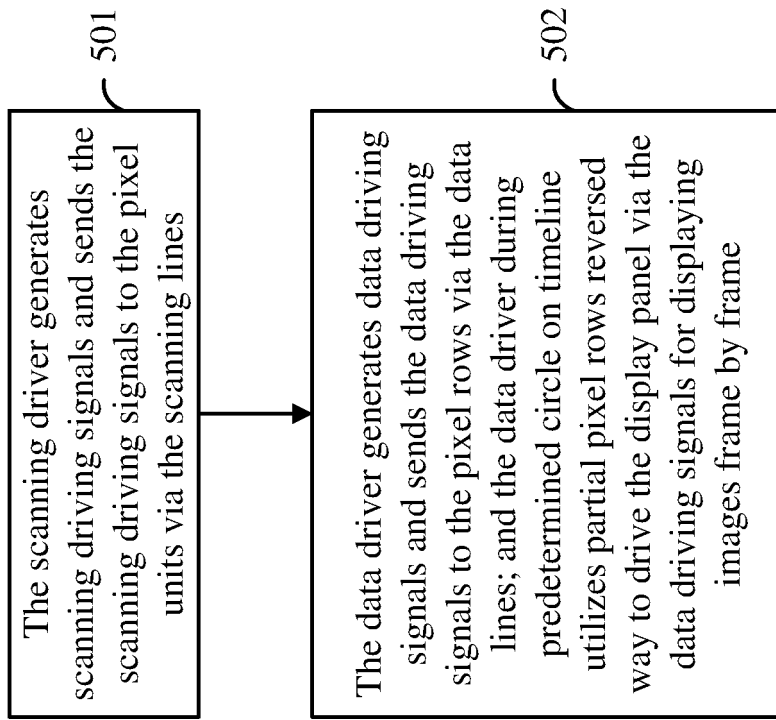 The scanning driver generates
scanning driving signals and sends the
scanning driving signals to the pixel
units via the scanning lines
501
The data driver generates data driving
signals and sends the data driving
signals to the pixel rows via the data
lines; and the data driver during
predetermined circle on timeline
utilizes partial pixel rows reversed
way to drive the display panel via the
data driving signals for displaying
images frame by frame
502